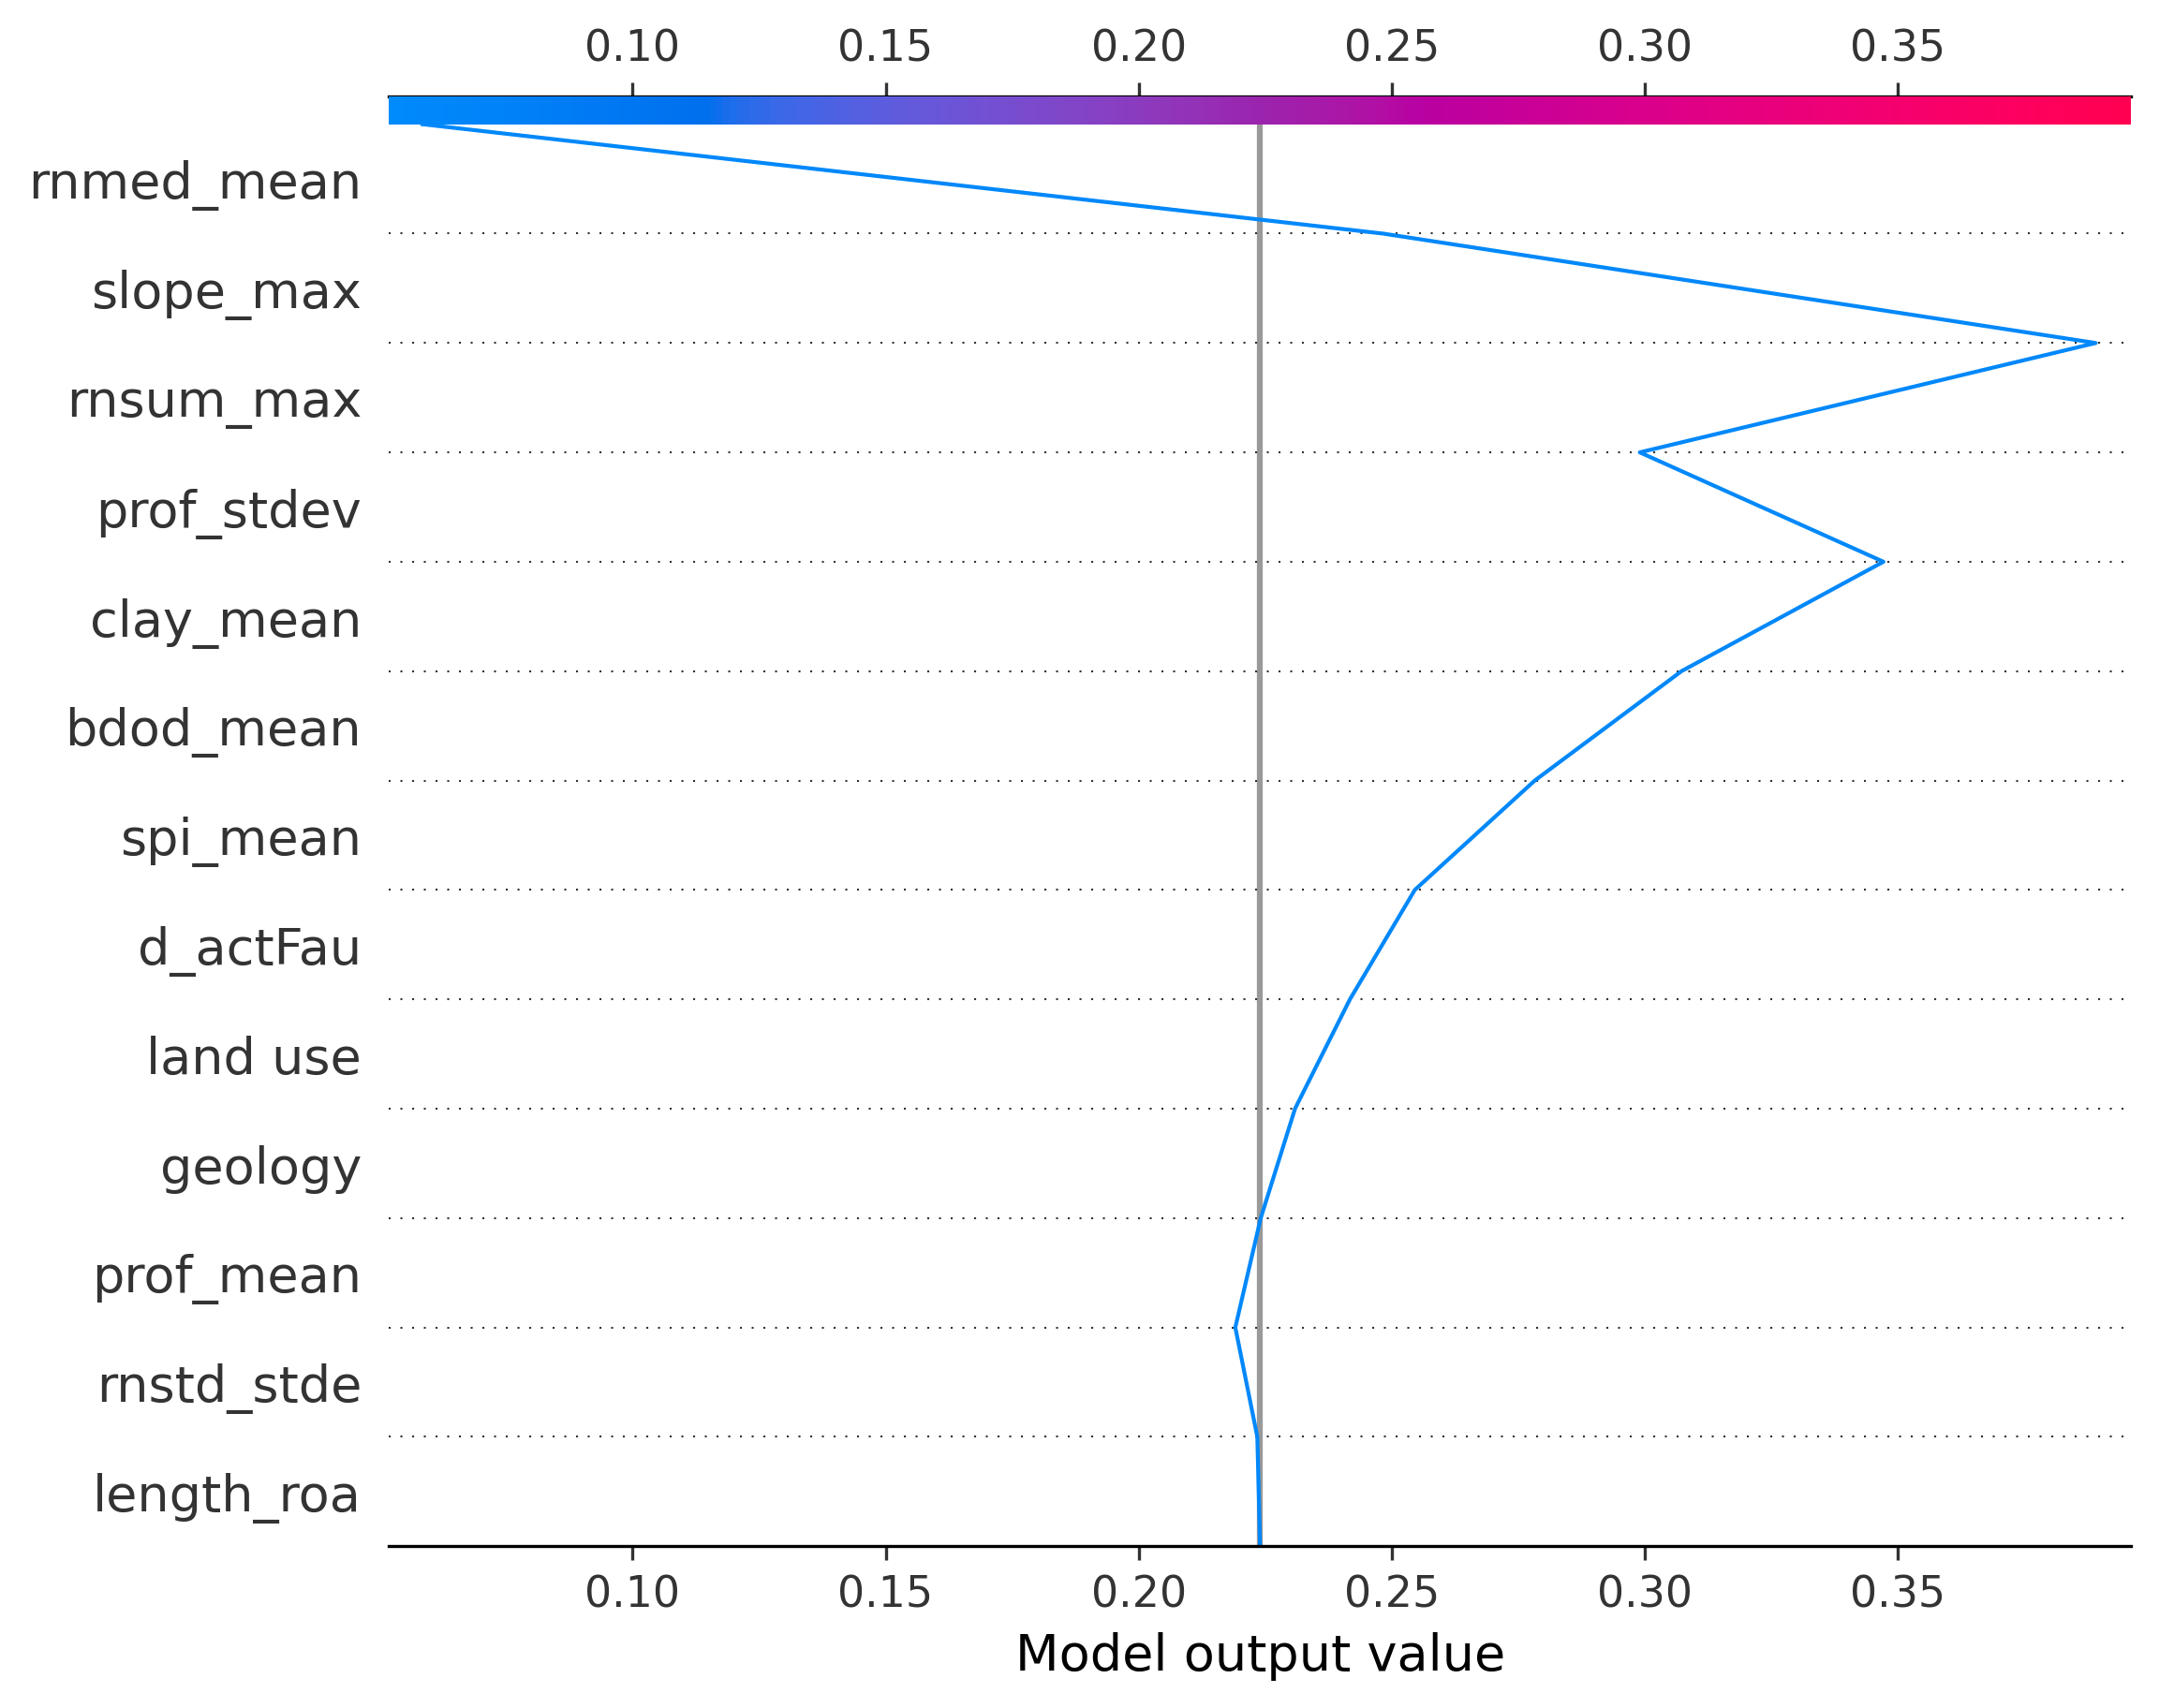 0.10 0.15 0.20 0.25 0.30 0.35
rnmed_mean
slope_max
rnsum_max
prof_stdev
clay_mean
bdod_mean
spi_mean
d_actFau
land use
geology
prof_mean
rnstd_stde
length_roa
0.10 0.15 0.20 0.25 0.30 0.35
Model output value